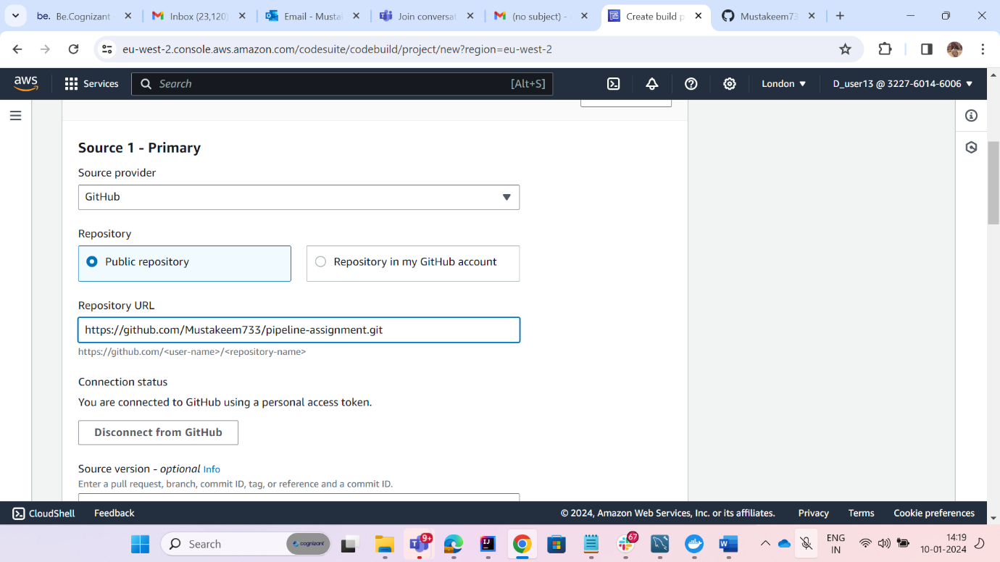 be. Be.Cognizant
Inbox (23,120)
Email - Musta
Join conversat
(no subject) -
Create build p
Mustakeem73
eu-west-2.console.aws.amazon.com/codesuite/codebuild/project/new?region=eu-west-2
aws
Services
Search
[Alt+S]
London
D_user13 @ 3227-6014-6006
Source 1 - Primary
Source provider
GitHub
Repository
Public repository
Repository in my GitHub account
Repository URL
https://github.com/Mustakeem733/pipeline-assignment.git
https://github.com/<user-name>/<repository-name>
Connection status
You are connected to GitHub using a personal access token.
Disconnect from GitHub
Source version - optional Info
Enter a pull request, branch, commit ID, tag, or reference and a commit ID.
CloudShell
Feedback
© 2024, Amazon Web Services, Inc. or its affiliates.
Privacy
Terms
Cookie preferences
Search
cognizant
9+
67
ENG
IN
14:19
10-01-2024